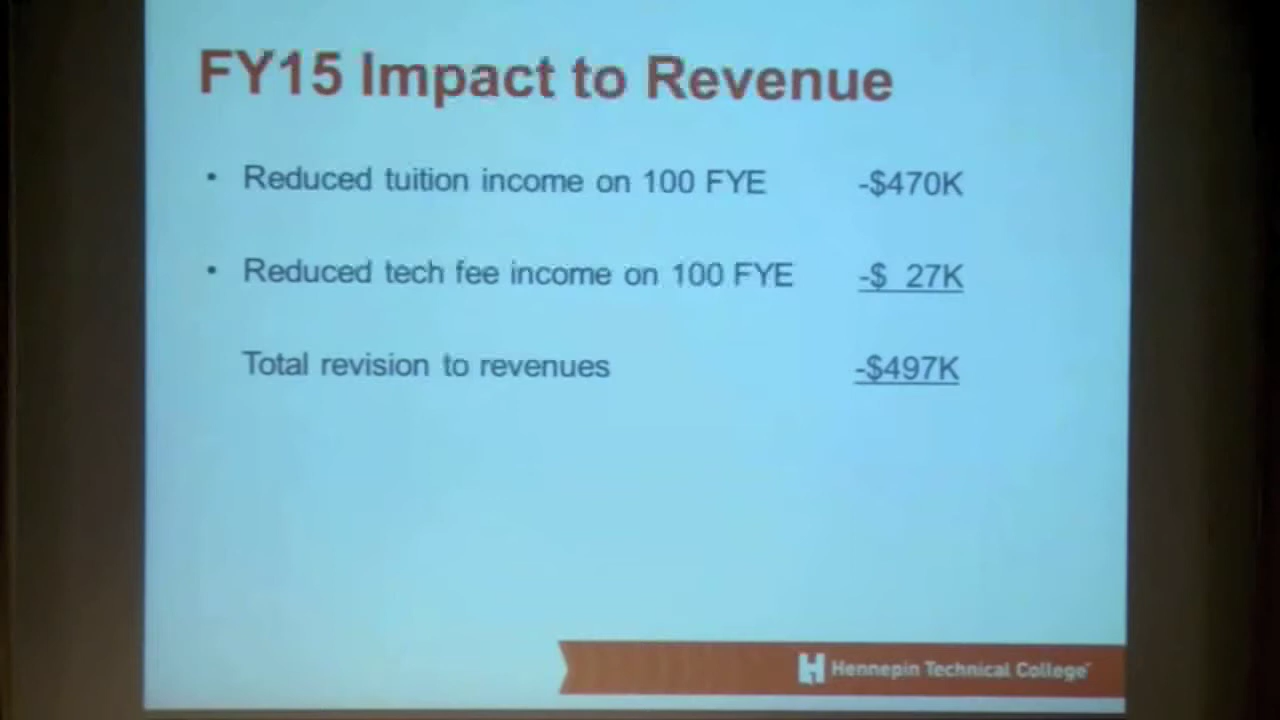 FY15 Impact to Revenue
• Reduced tuition income on 100 FYE -$470K
• Reduced tech fee income on 100 FYE -$ 27K
Total revision to revenues -$497K
Hennepin Technical College